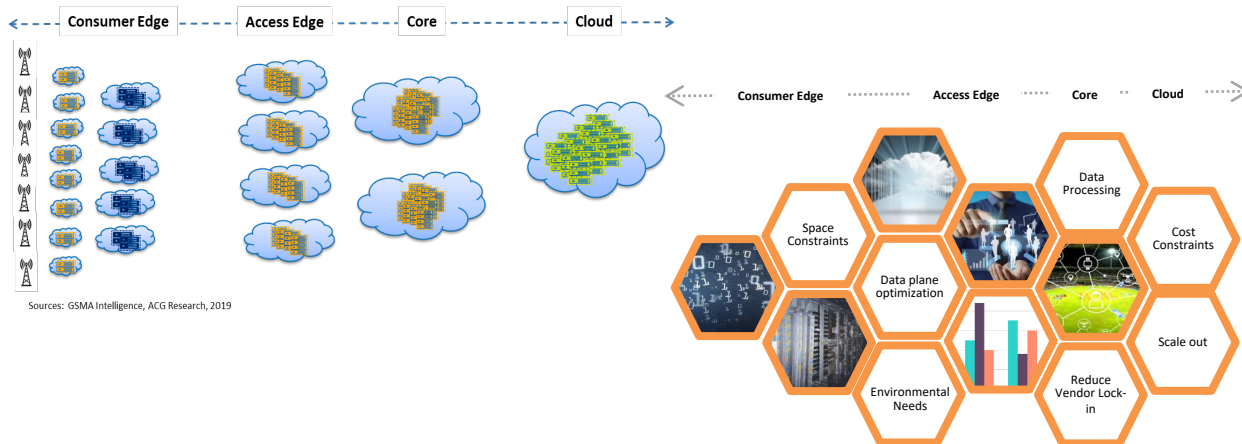 Consumer Edge
Access Edge
Core
Cloud
Sources: GSMA Intelligence, ACG Research, 2019
Consumer Edge
Access Edge
Core
Cloud
Space
Constraints
Data plane
optimization
Environmental
Needs
Data
Processing
Cost
Constraints
Scale out
Reduce
Vendor Lock-
in